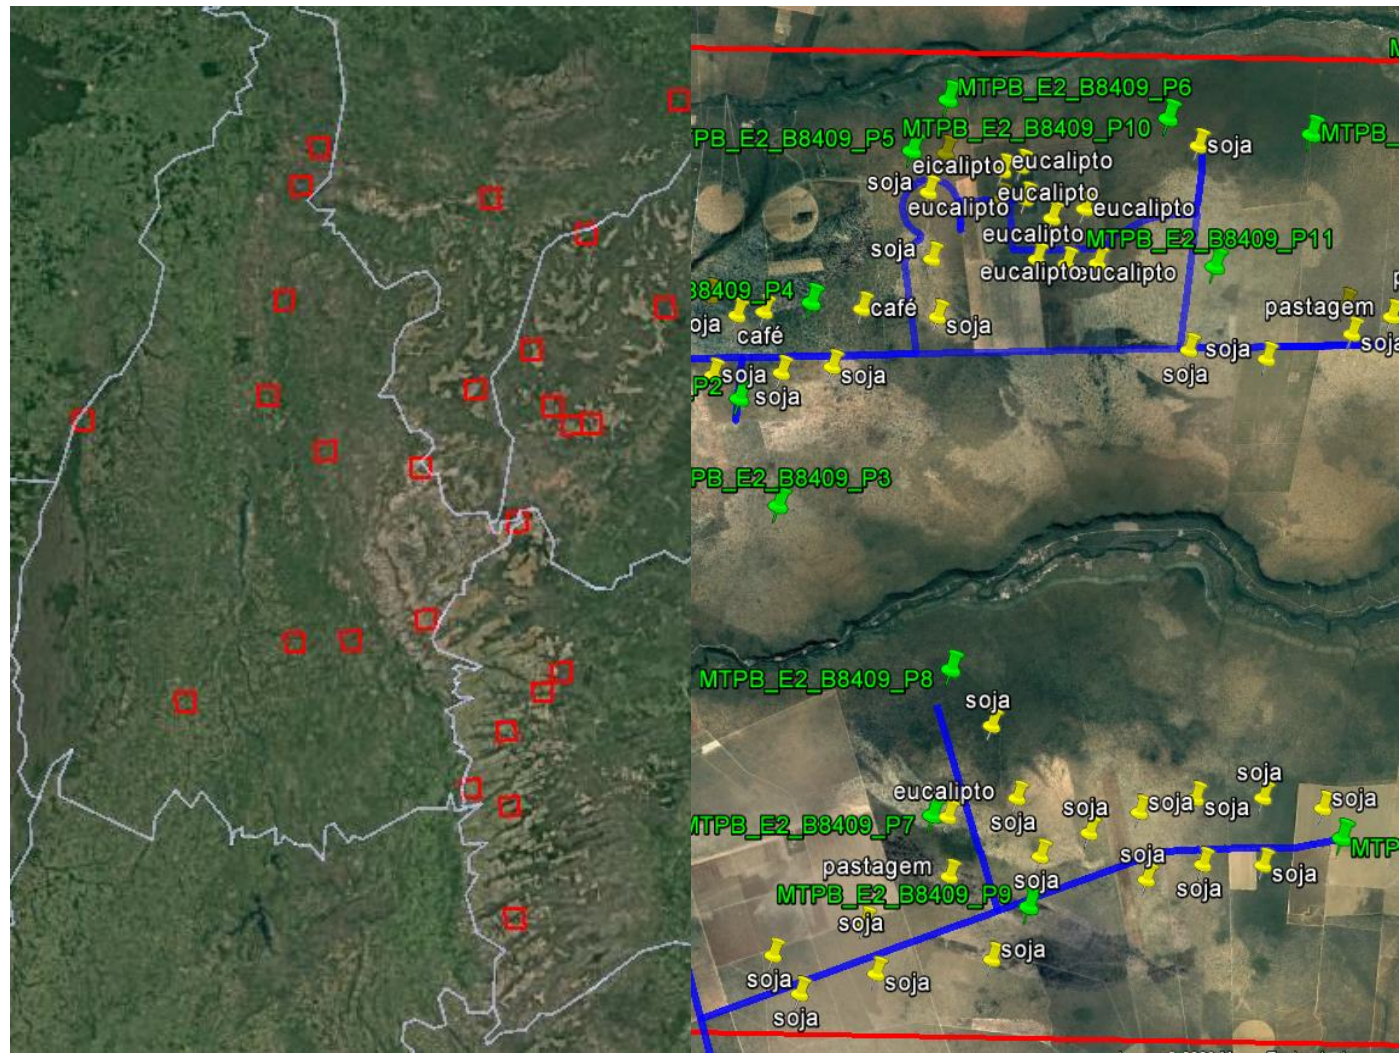 M
MTPB_E2_B8409_P6
PB_E2_B8409_P5
MTPB_E2_B8409_P10
MTPB_
soja
eicalipto
eucalipto
soja
eucalipto
eucalipto
eucalipto
eucalipto
MTPB_E2_B8409_P11
soja
eucalipto
eucalipto
B8409_P4
café
pastagem
p
oja
café
soja
soja
soja
soja
soja
soja
P2
soja
PB_E2_B8409_P3
MTPB_E2_B8409_P8
soja
soja
eucalipto
soja
soja
soja
soja
MTPB_E2_B8409_P7
soja
MTP
pastagem
soja
soja
soja
soja
MTPB_E2_B8409_P9
soja
soja
soja
soja
soja